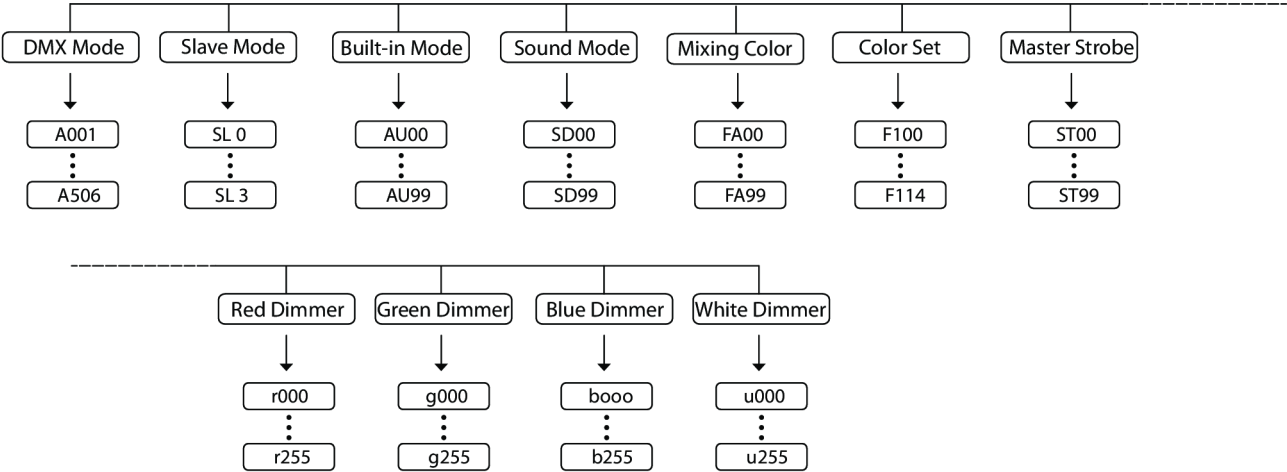 DMX Mode Slave Mode Built-in Mode Sound Mode Mixing Color Color Set Master Strobe
A001 SL 0 AU00 SD00 FA00 F100 ST00
A506 SL 3 AU99 SD99 FA99 F114 ST99
Red Dimmer Green Dimmer Blue Dimmer White Dimmer
r000 g000 booo u000
r255 g255 b255 u255